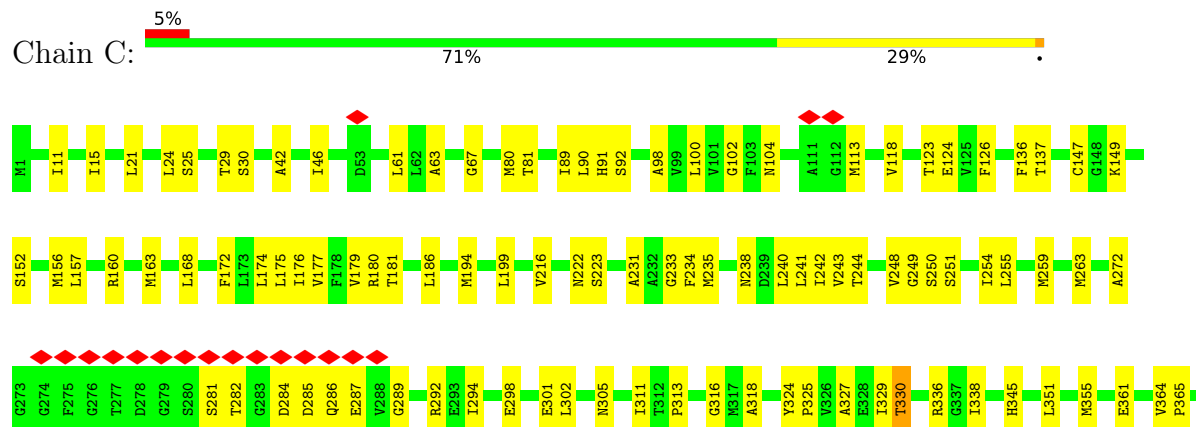 5%
Chain C:
71% 29% •
M1 I11 I15 L21 L24 S25 T29 S30 A42 I46 D53 L61 L62 A63 G67 M80 T81 I89 L90 H91 S92 A98 V99 L100 V101 G102 F103 N104 A111 G112 M113 V118 T123 E124 V125 F126 F136 T137 C147 G148 K149
S152 M156 L157 R160 M163 L168 F172 L173 L174 L175 I176 V177 F178 V179 R180 T181 L186 M194 L199 V216 N222 S223 A231 A232 G233 F234 M235 N238 D239 L240 L241 I242 V243 T244 V248 G249 S250 S251 I254 L255 M259 M263 A272
G273 G274 F275 G276 T277 D278 G279 S280 S281 T282 G283 D284 D285 Q286 E287 V288 G289 R292 E293 I294 E298 E301 L302 N305 I311 T312 P313 G316 M317 A318 Y324 P325 V326 A327 E328 I329 T330 R336 G337 I338 H345 L351 M355 E361 V364 P365